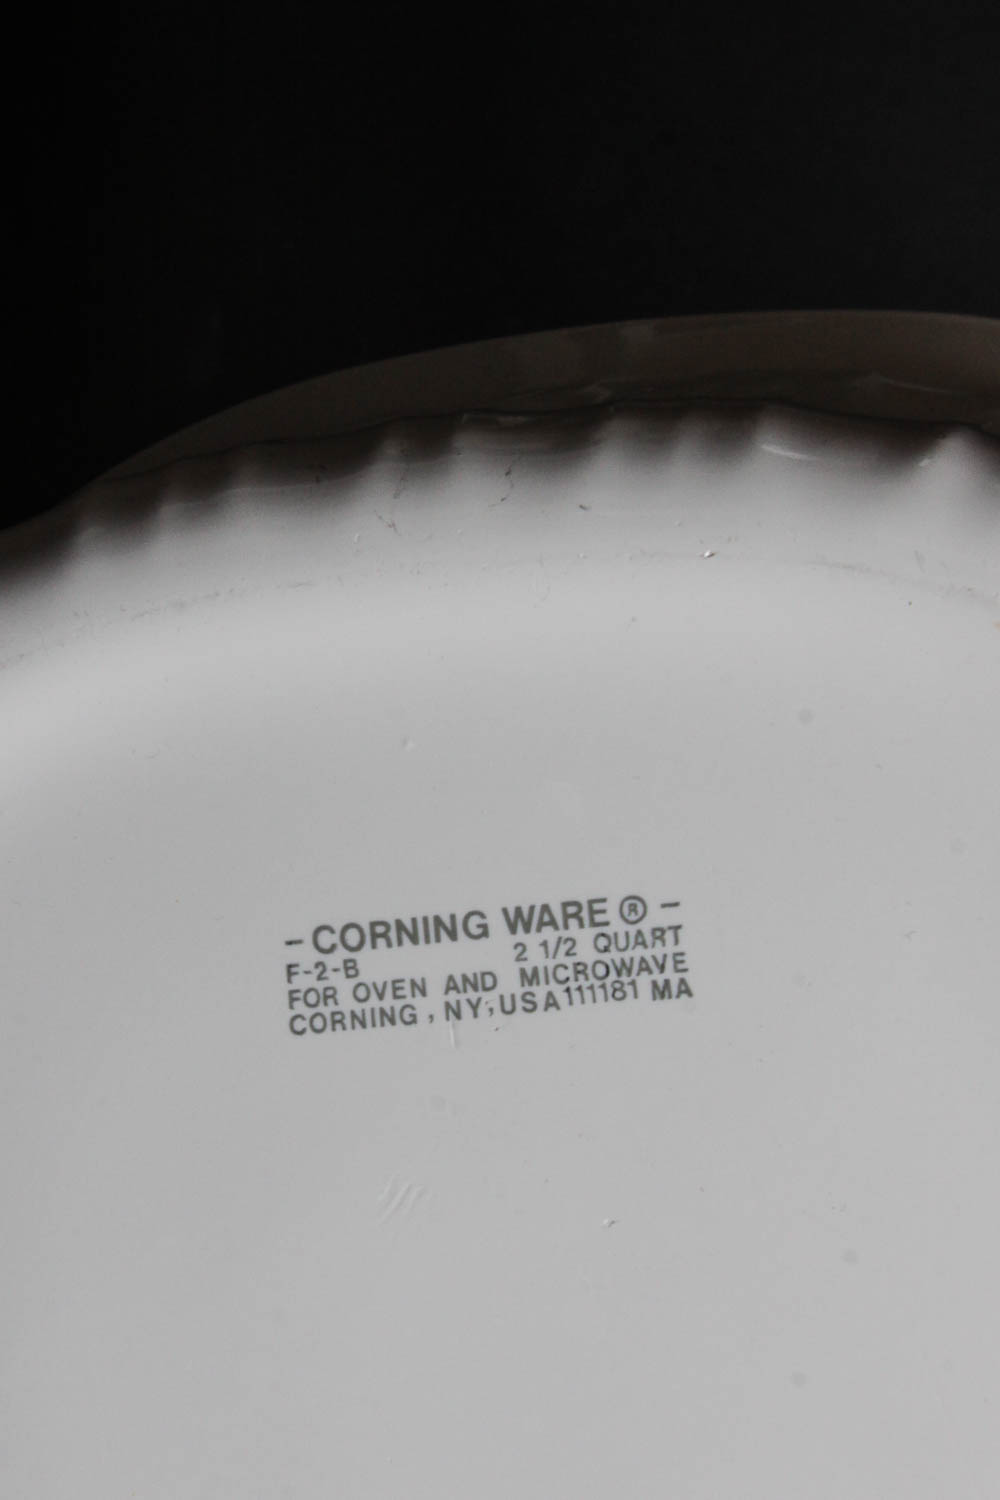 - CORNING WARE ® -
F-2-B 2 1/2 QUART
FOR OVEN AND MICROWAVE
CORNING, NY, USA 111181 MA